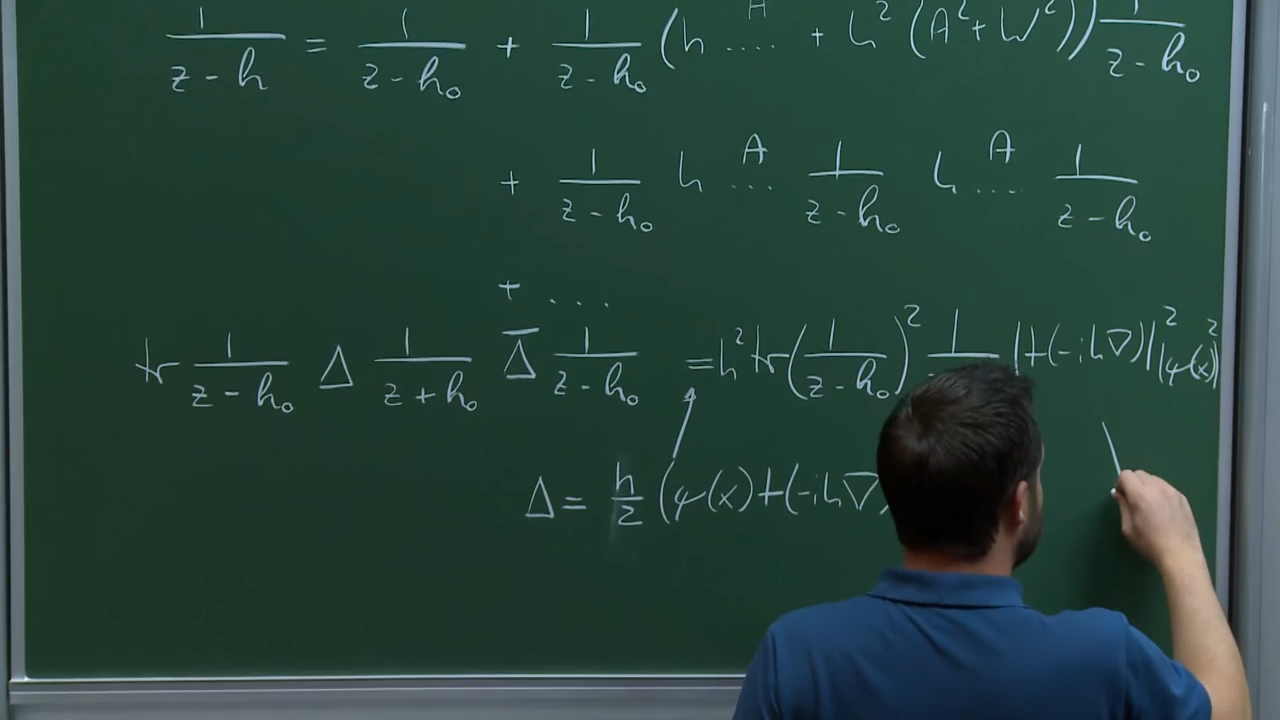 1/(z - h) = 1/(z - h₀) + 1/(z - h₀) (h ....^A + h² (A² + W²)) 1/(z - h₀)
+ 1/(z - h₀) h ....^A 1/(z - h₀) h ....^A 1/(z - h₀)
+ ....
tr 1/(z - h₀) Δ 1/(z + h₀) Δ̅ 1/(z - h₀) = h² tr (1/(z - h₀))² 1/ |t(-ih∇)|² |ψ(x)|²
Δ = h/2 (ψ(x) t(-ih∇)